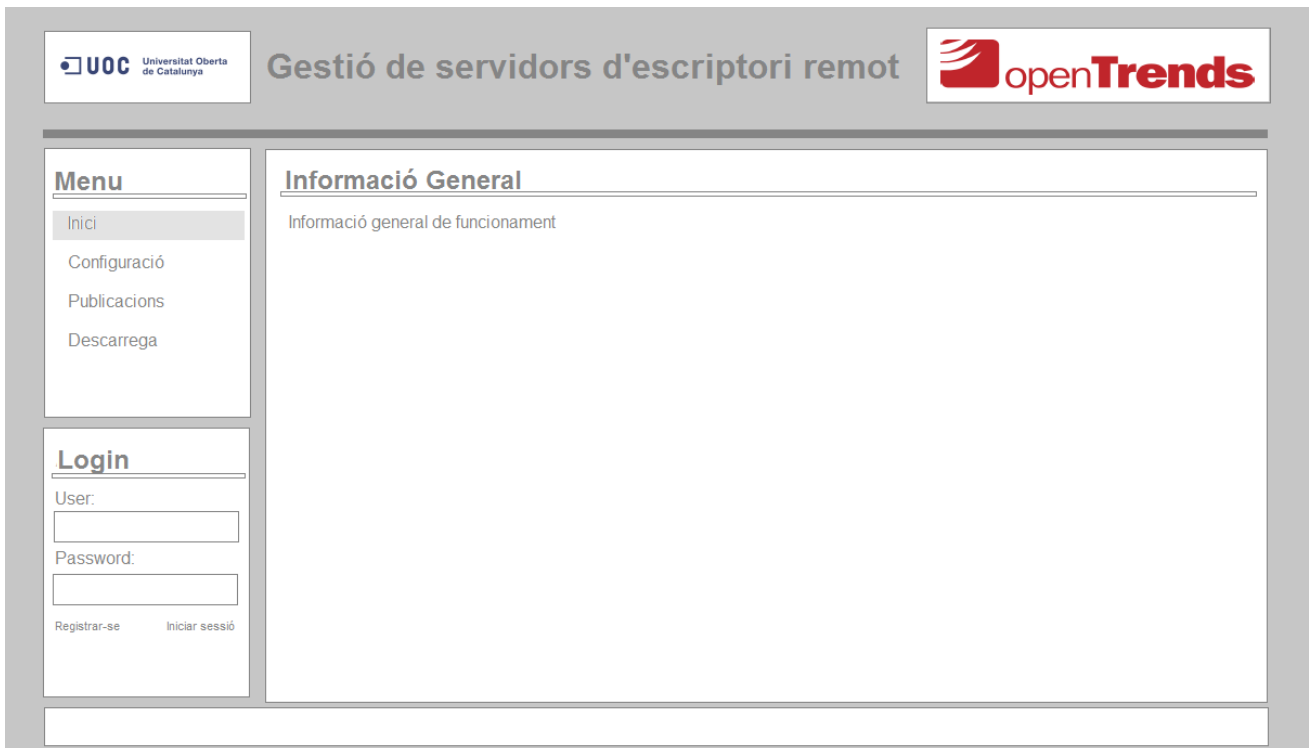 UOC Universitat Oberta
de Catalunya
Gestió de servidors d'escriptori remot
openTrends
Menu
Inici
Configuració
Publicacions
Descarrega
Informació General
Informació general de funcionament
Login
User:
Password:
Registrar-se Iniciar sessió